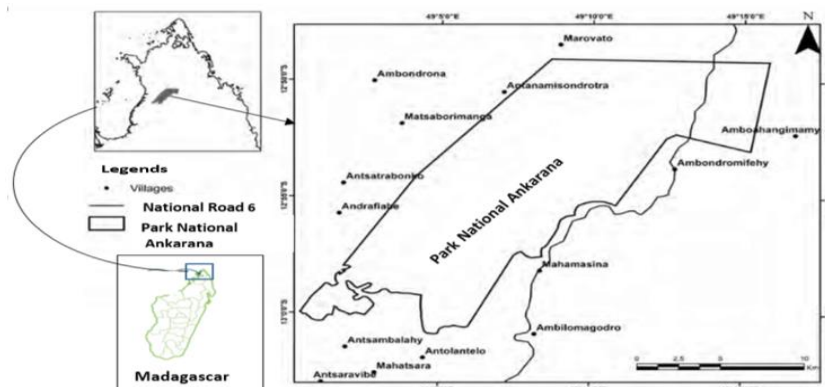 49°5'0"E
49°10'0"E
49°15'0"E
N
Marovato
Ambondrona
Antanamisondrotra
Matsaborimanga
Amboahangimamy
Ambondromifehy
Antsatrabonko
Andrafiabe
Park National Ankarana
Mahamasina
Ambilomagodro
Antsambalahy
Antolantelo
Mahatsara
Antsaravibe
0 2,5 5 10
Km
Legends
Villages
National Road 6
Park National
Ankarana
Madagascar